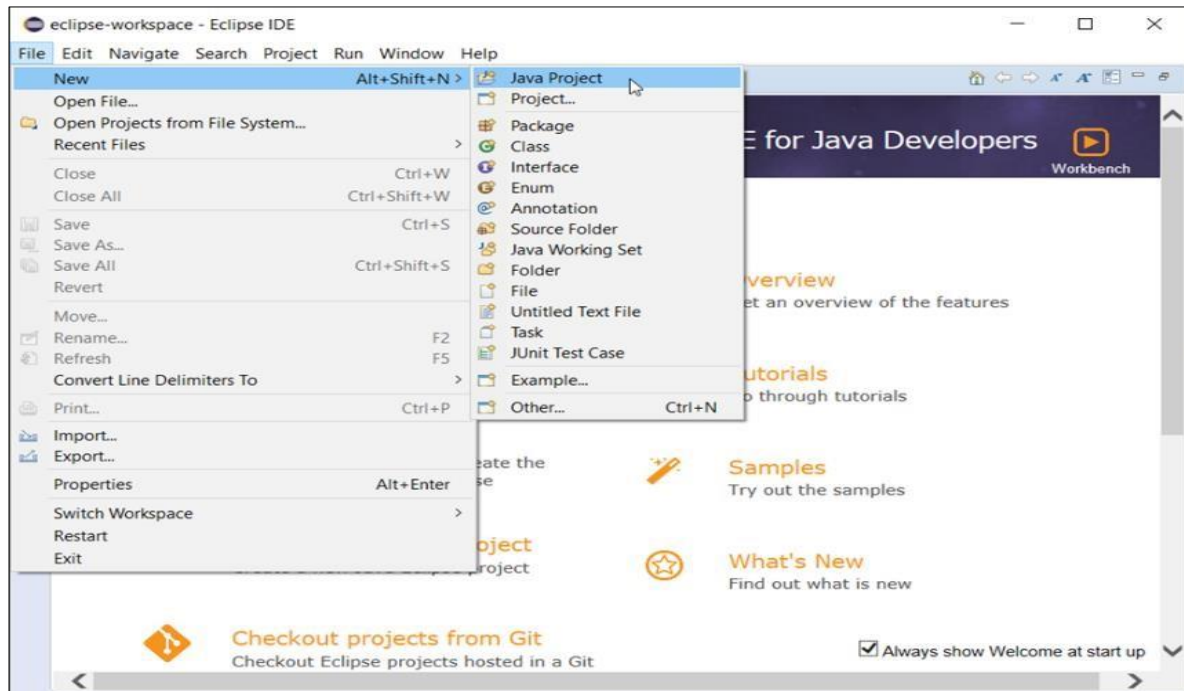 eclipse-workspace - Eclipse IDE
File Edit Navigate Search Project Run Window Help
New Alt+Shift+N >
Open File...
Open Projects from File System...
Recent Files >
Close Ctrl+W
Close All Ctrl+Shift+W
Save Ctrl+S
Save As...
Save All Ctrl+Shift+S
Revert
Move...
Rename... F2
Refresh F5
Convert Line Delimiters To >
Print... Ctrl+P
Import...
Export...
Properties Alt+Enter
Switch Workspace >
Restart
Exit
Java Project
Project...
Package
Class
Interface
Enum
Annotation
Source Folder
Java Working Set
Folder
File
Untitled Text File
Task
JUnit Test Case
Example...
Other... Ctrl+N
E for Java Developers
Workbench
verview
et an overview of the features
utorials
o through tutorials
eate the
se
Samples
Try out the samples
oject
project
What's New
Find out what is new
Checkout projects from Git
Checkout Eclipse projects hosted in a Git
Always show Welcome at start up